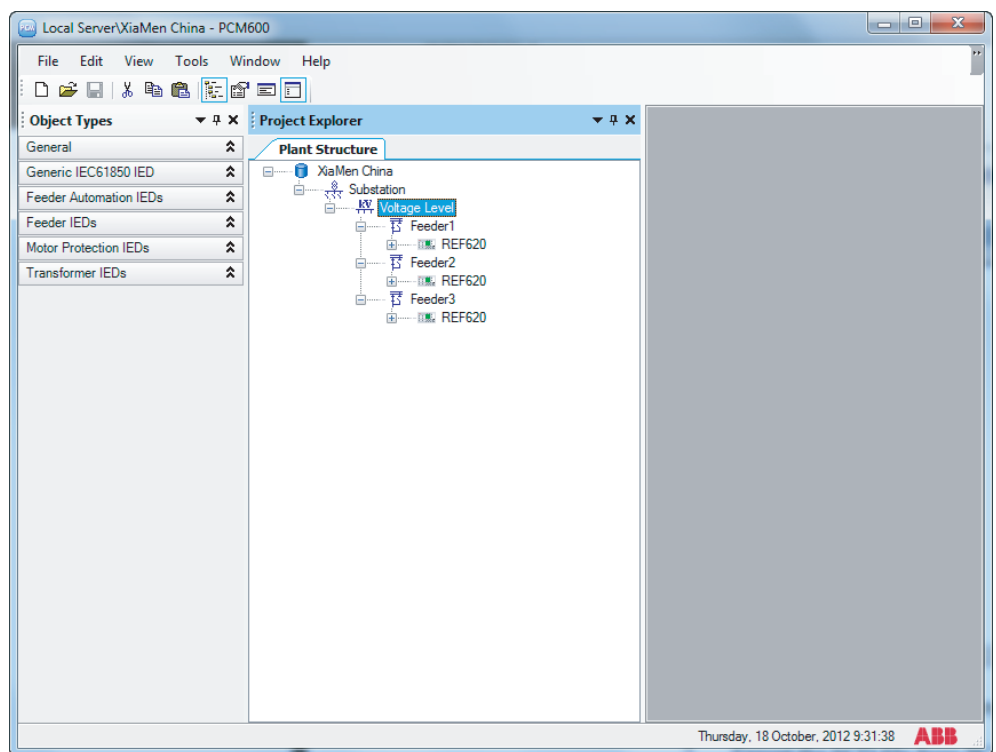 PCM Local Server\XiaMen China - PCM600
File Edit View Tools Window Help
Object Types
General
Generic IEC61850 IED
Feeder Automation IEDs
Feeder IEDs
Motor Protection IEDs
Transformer IEDs
Project Explorer
Plant Structure
XiaMen China
Substation
KV Voltage Level
Feeder1
REF620
Feeder2
REF620
Feeder3
REF620
Thursday, 18 October, 2012 9:31:38 ABB